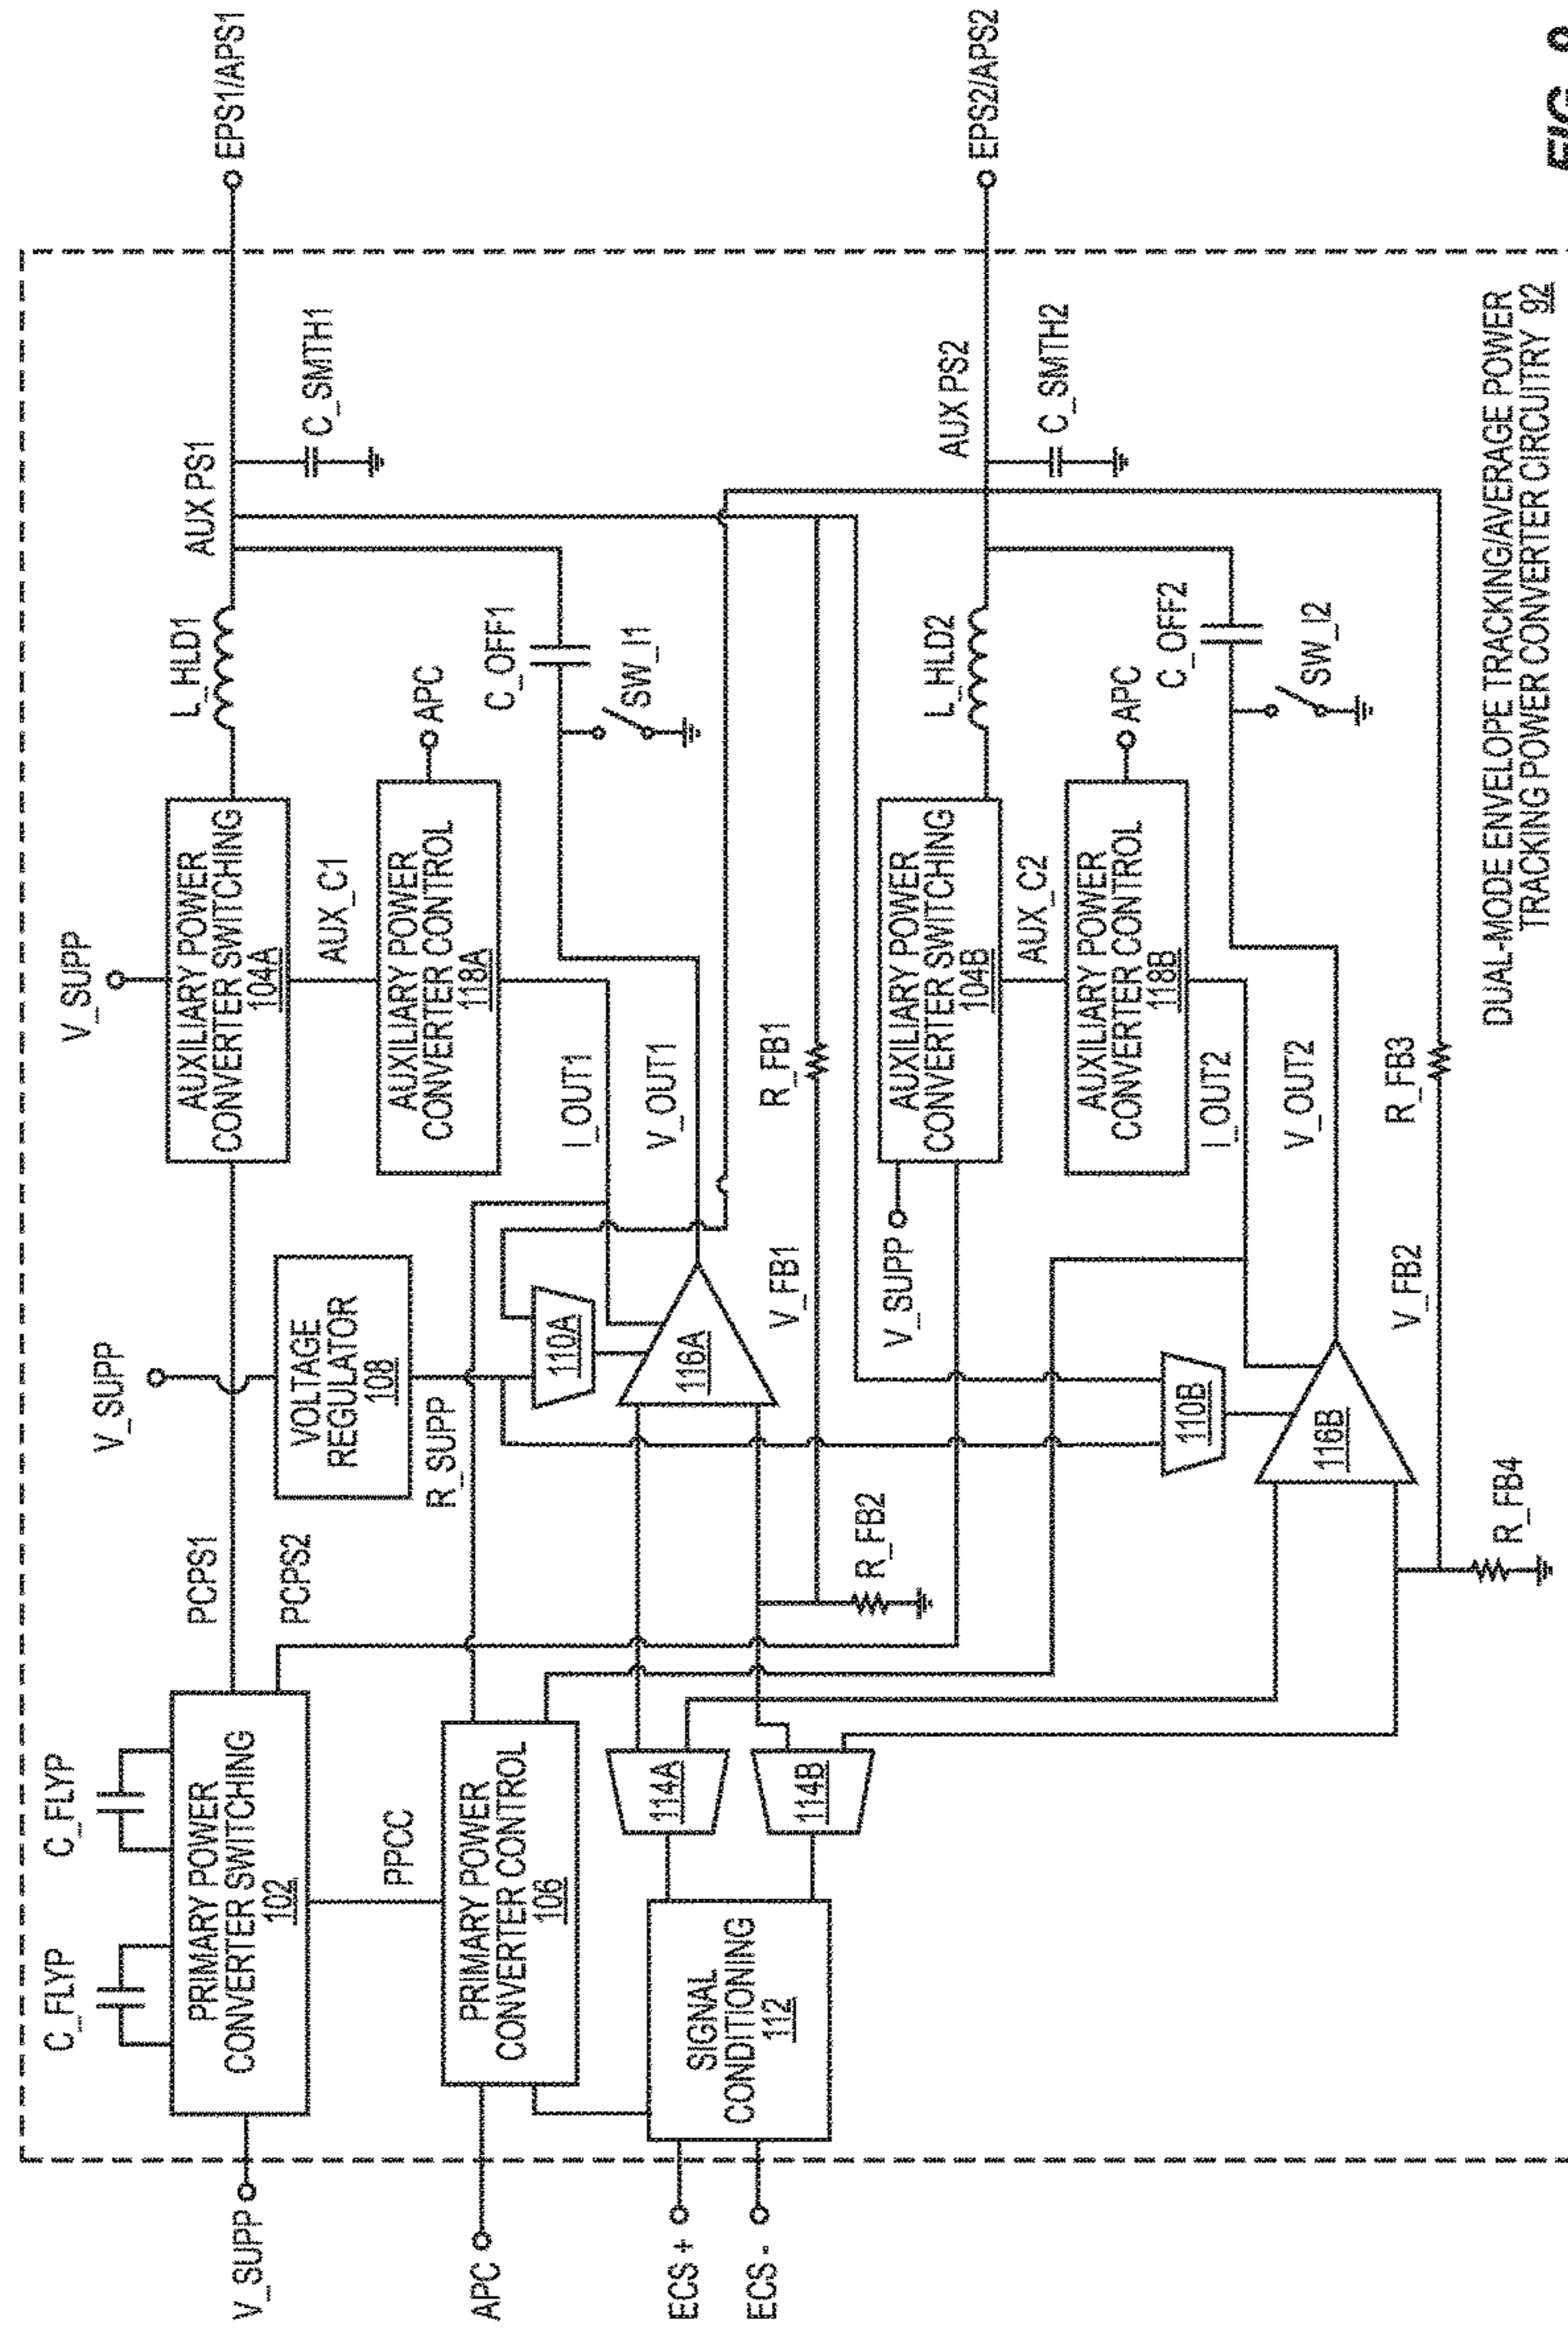 V_SUPP
C_FLYP
C_FLYP
PRIMARY POWER
CONVERTER SWITCHING
102
PCPS1
PCPS2
V_SUPP
VOLTAGE
REGULATOR
108
R_SUPP
V_SUPP
AUXILIARY POWER
CONVERTER SWITCHING
104A
L_HLD1
AUX PS1
EPS1/APS1
C_SMTH1
AUX_C1
AUXILIARY POWER
CONVERTER CONTROL
118A
APC
C_OFF1
SW_I1
PPCC
APC
PRIMARY POWER
CONVERTER CONTROL
106
I_OUT1
V_OUT1
110A
116A
ECS +
ECS -
SIGNAL
CONDITIONING
112
114A
114B
R_FB2
V_FB1
R_FB1
V_SUPP
AUXILIARY POWER
CONVERTER SWITCHING
104B
L_HLD2
AUX PS2
EPS2/APS2
C_SMTH2
AUX_C2
AUXILIARY POWER
CONVERTER CONTROL
118B
APC
C_OFF2
SW_I2
I_OUT2
V_OUT2
110B
116B
R_FB4
V_FB2
R_FB3
DUAL-MODE ENVELOPE TRACKING/AVERAGE POWER
TRACKING POWER CONVERTER CIRCUITRY 92